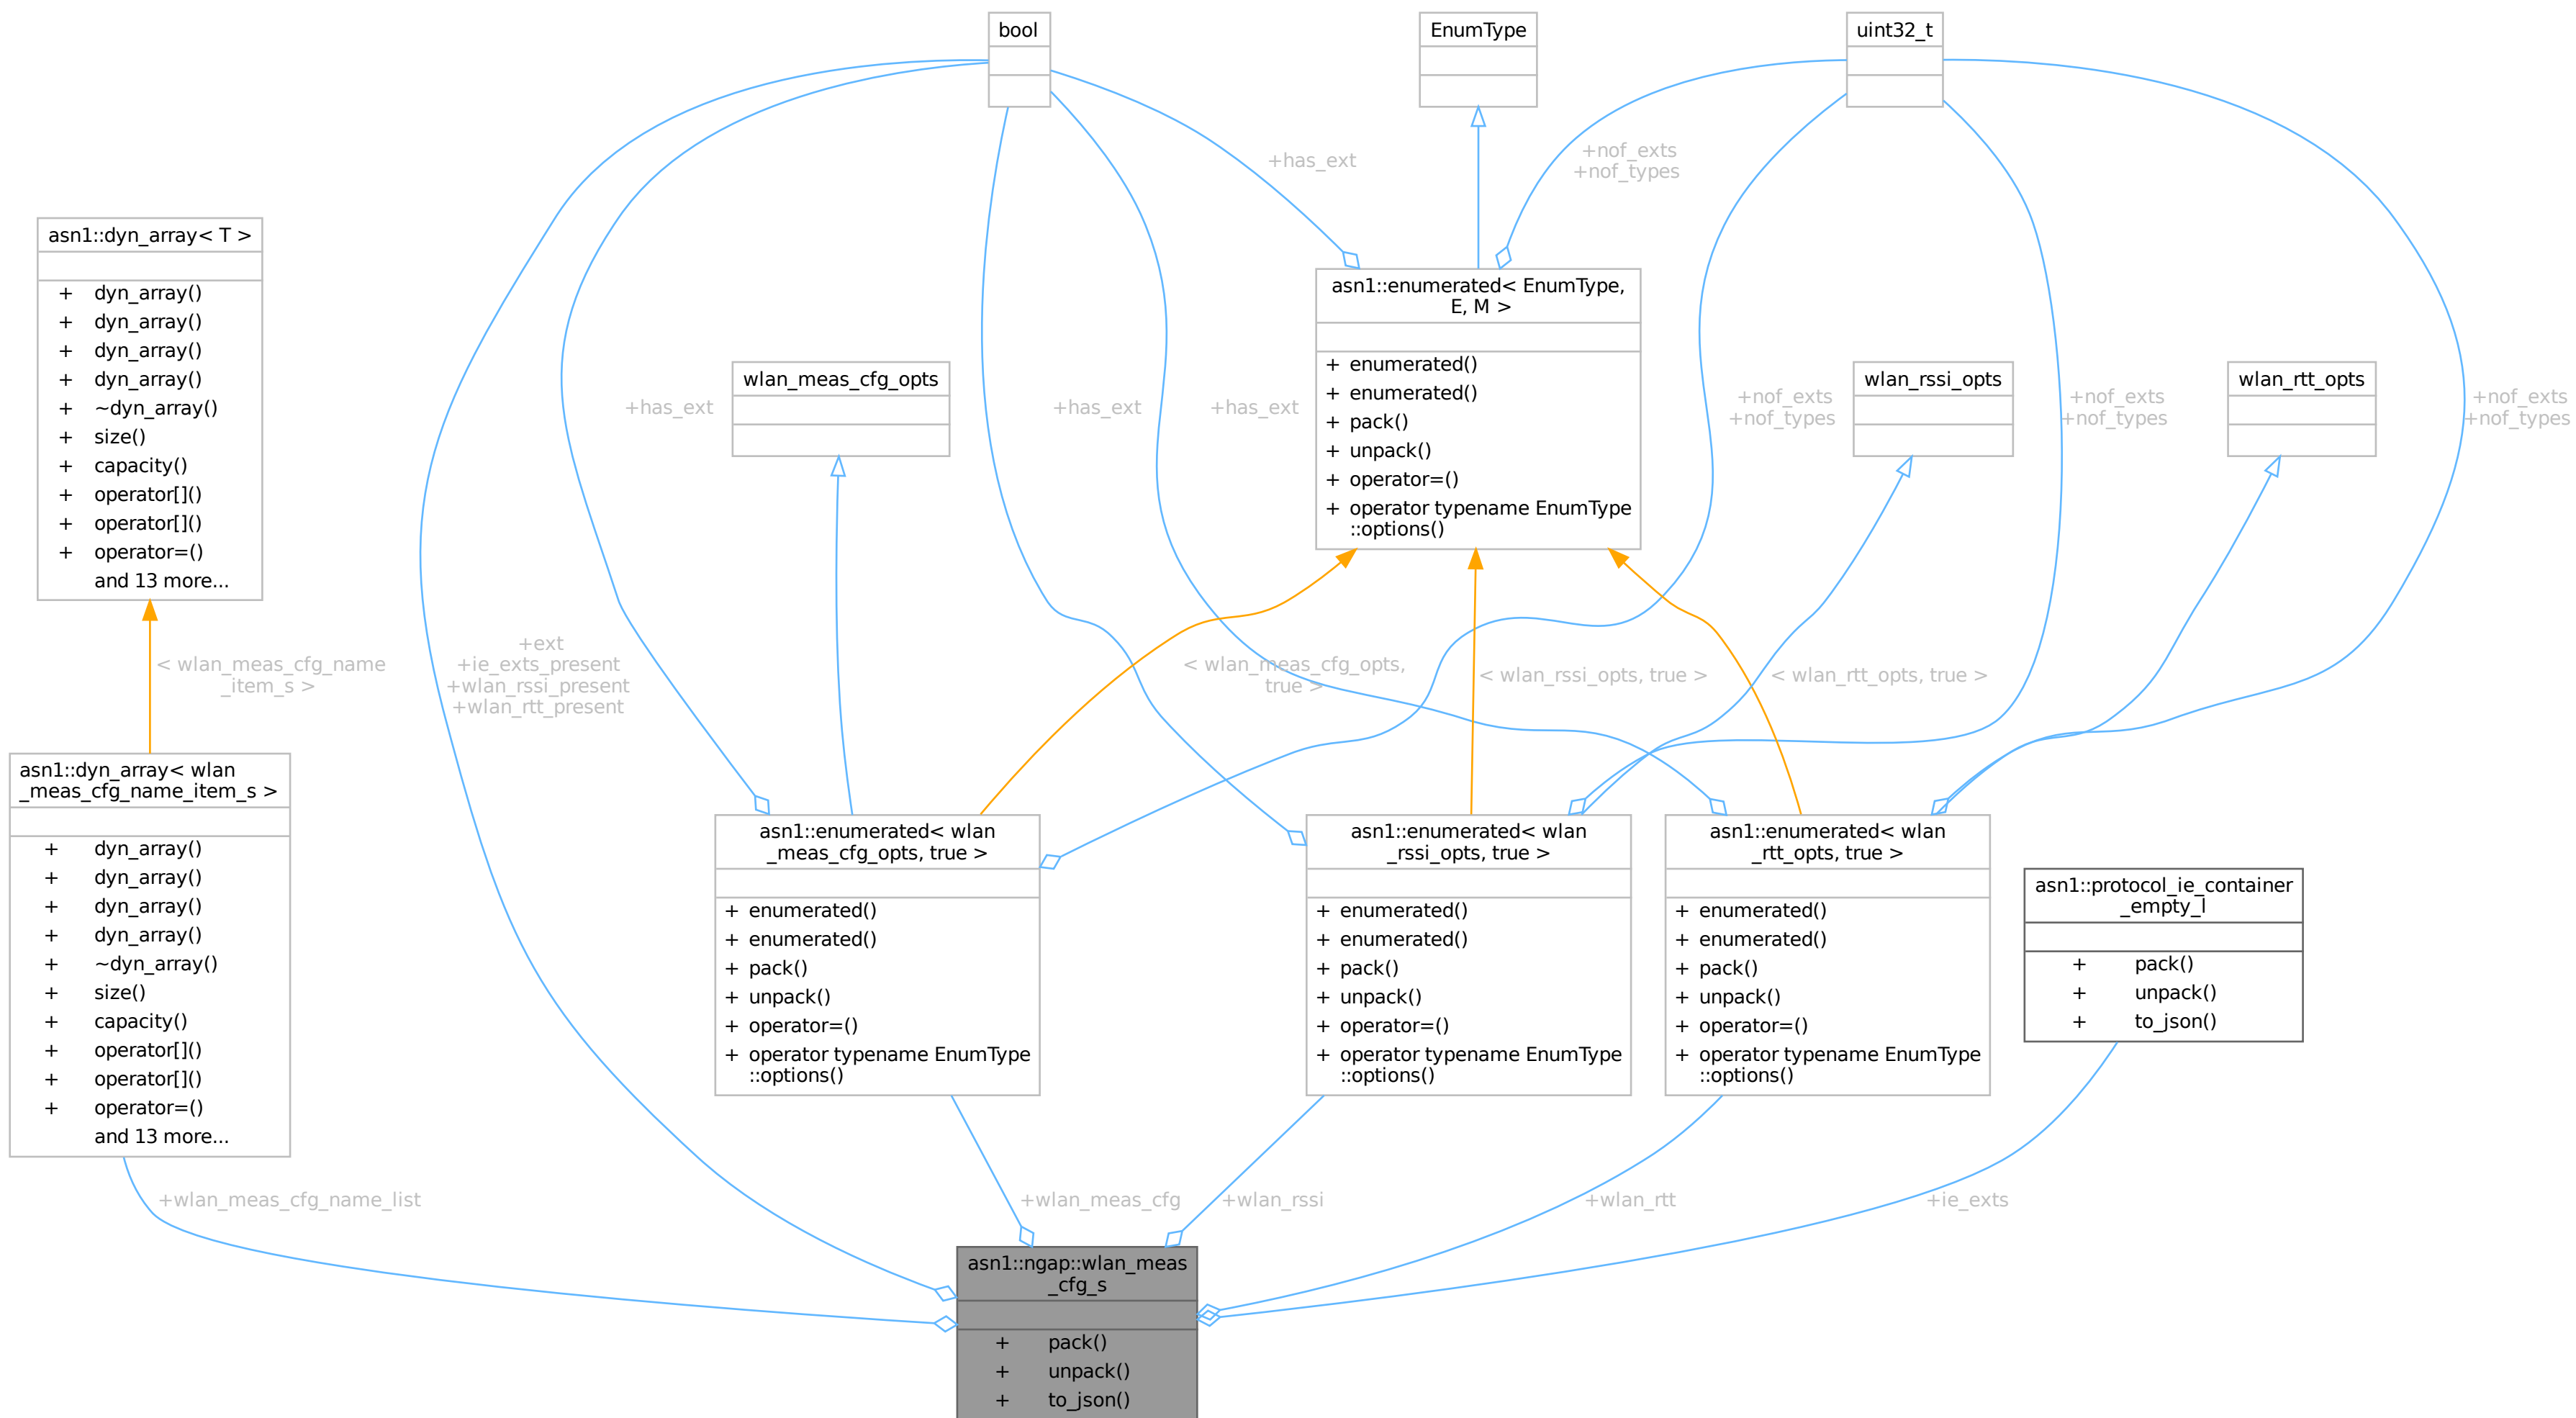 bool
EnumType
uint32_t
+has_ext
+nof_exts
+nof_types
asn1::dyn_array< T >
+ dyn_array()
+ dyn_array()
+ dyn_array()
+ dyn_array()
+ ~dyn_array()
+ size()
+ capacity()
+ operator[]()
+ operator[]()
+ operator=()
and 13 more...
asn1::enumerated< EnumType,
E, M >
+ enumerated()
+ enumerated()
+ pack()
+ unpack()
+ operator=()
+ operator typename EnumType
::options()
wlan_meas_cfg_opts
wlan_rssi_opts
wlan_rtt_opts
+has_ext
+has_ext
+has_ext
+nof_exts
+nof_types
+nof_exts
+nof_types
+nof_exts
+nof_types
< wlan_meas_cfg_name
_item_s >
+ext
+ie_exts_present
+wlan_rssi_present
+wlan_rtt_present
< wlan_meas_cfg_opts,
true >
< wlan_rssi_opts, true >
< wlan_rtt_opts, true >
asn1::dyn_array< wlan
_meas_cfg_name_item_s >
+ dyn_array()
+ dyn_array()
+ dyn_array()
+ dyn_array()
+ ~dyn_array()
+ size()
+ capacity()
+ operator[]()
+ operator[]()
+ operator=()
and 13 more...
asn1::enumerated< wlan
_meas_cfg_opts, true >
+ enumerated()
+ enumerated()
+ pack()
+ unpack()
+ operator=()
+ operator typename EnumType
::options()
asn1::enumerated< wlan
_rssi_opts, true >
+ enumerated()
+ enumerated()
+ pack()
+ unpack()
+ operator=()
+ operator typename EnumType
::options()
asn1::enumerated< wlan
_rtt_opts, true >
+ enumerated()
+ enumerated()
+ pack()
+ unpack()
+ operator=()
+ operator typename EnumType
::options()
asn1::protocol_ie_container
_empty_l
+ pack()
+ unpack()
+ to_json()
+wlan_meas_cfg_name_list
+wlan_meas_cfg
+wlan_rssi
+wlan_rtt
+ie_exts
asn1::ngap::wlan_meas
_cfg_s
+ pack()
+ unpack()
+ to_json()